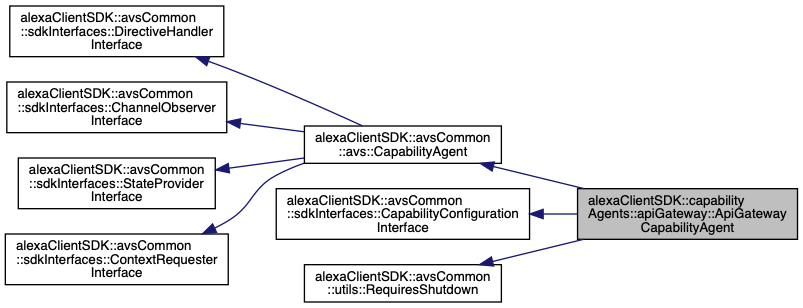 alexaClientSDK::avsCommon
::sdkInterfaces::DirectiveHandler
Interface
alexaClientSDK::avsCommon
::sdkInterfaces::ChannelObserver
Interface
alexaClientSDK::avsCommon
::avs::CapabilityAgent
alexaClientSDK::avsCommon
::sdkInterfaces::StateProvider
Interface
alexaClientSDK::avsCommon
::sdkInterfaces::CapabilityConfiguration
Interface
alexaClientSDK::capability
Agents::apiGateway::ApiGateway
CapabilityAgent
alexaClientSDK::avsCommon
::sdkInterfaces::ContextRequester
Interface
alexaClientSDK::avsCommon
::utils::RequiresShutdown